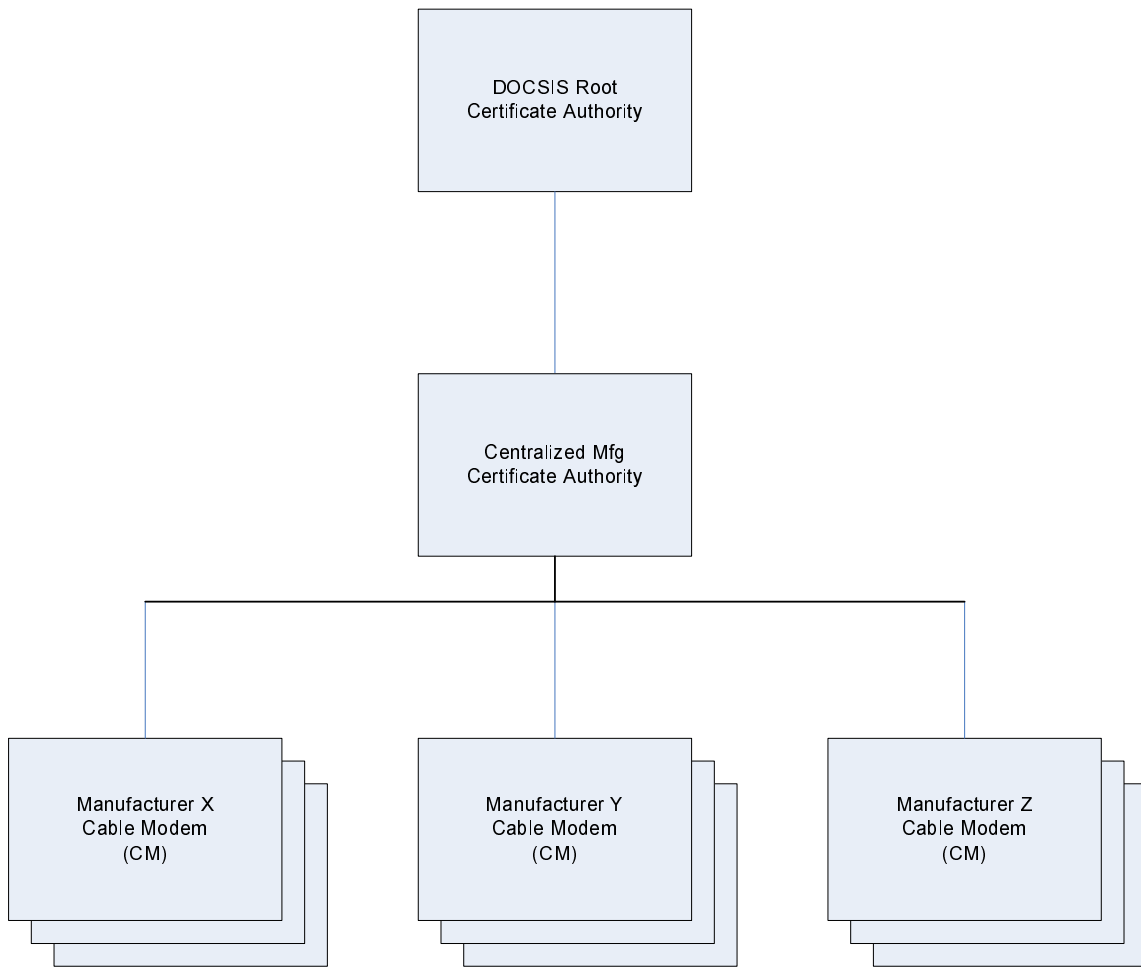 DOCSIS Root
Certificate Authority
Centralized Mfg
Certificate Authority
Manufacturer X
Cable Modem
(CM)
Manufacturer Y
Cable Modem
(CM)
Manufacturer Z
Cable Modem
(CM)